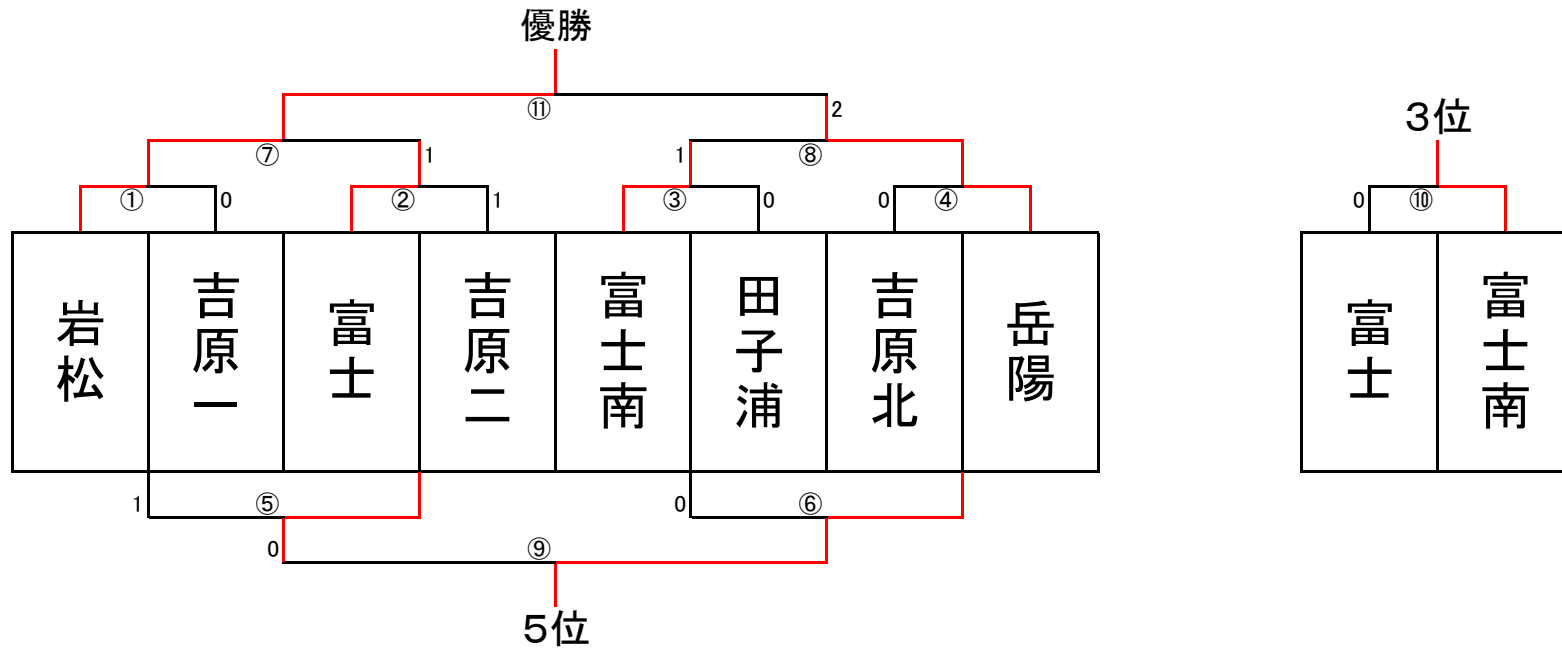 優勝
⑪
2
3位
⑦
1
1
⑧
①
0
②
1
③
0
0
④
0
⑩
岩松
吉原一
富士
吉原二
富士南
田子浦
吉原北
岳陽
富士
富士南
1
⑤
0
⑥
0
⑨
5位